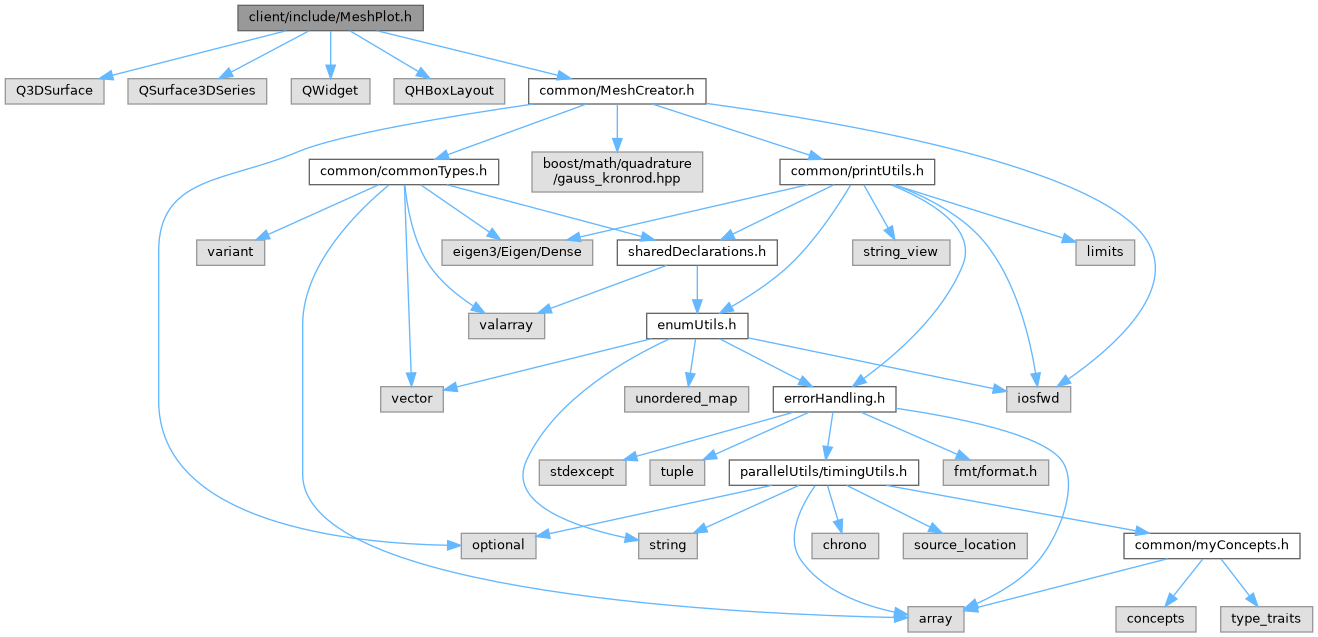 client/include/MeshPlot.h
Q3DSurface
QSurface3DSeries
QWidget
QHBoxLayout
common/MeshCreator.h
common/commonTypes.h
boost/math/quadrature
/gauss_kronrod.hpp
common/printUtils.h
variant
eigen3/Eigen/Dense
sharedDeclarations.h
string_view
limits
valarray
enumUtils.h
vector
unordered_map
errorHandling.h
iosfwd
stdexcept
tuple
parallelUtils/timingUtils.h
fmt/format.h
optional
string
chrono
source_location
common/myConcepts.h
array
concepts
type_traits